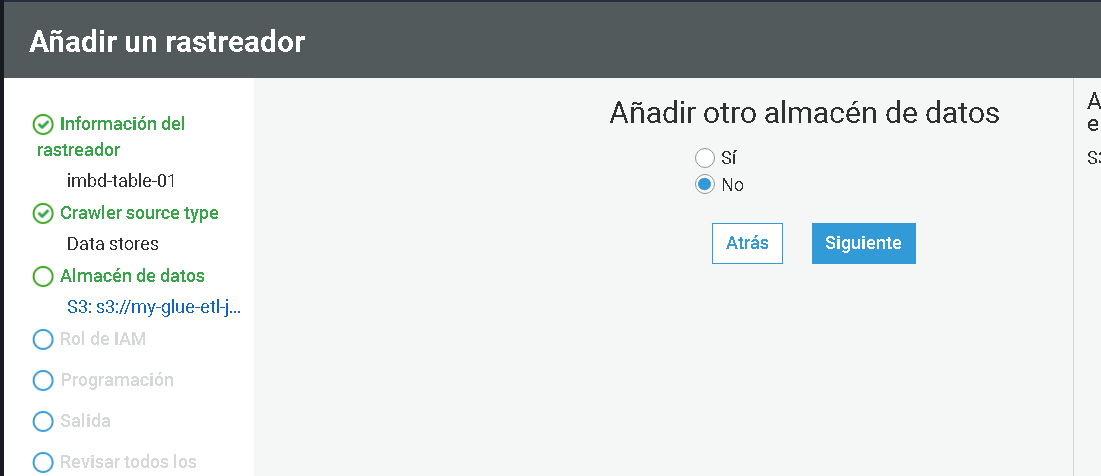 Añadir un rastreador
Información del
rastreador
imbd-table-01
Crawler source type
Data stores
Almacén de datos
S3: s3://my-glue-etl-j...
Rol de IAM
Programación
Salida
Revisar todos los
Añadir otro almacén de datos
Sí
No
Atrás
Siguiente